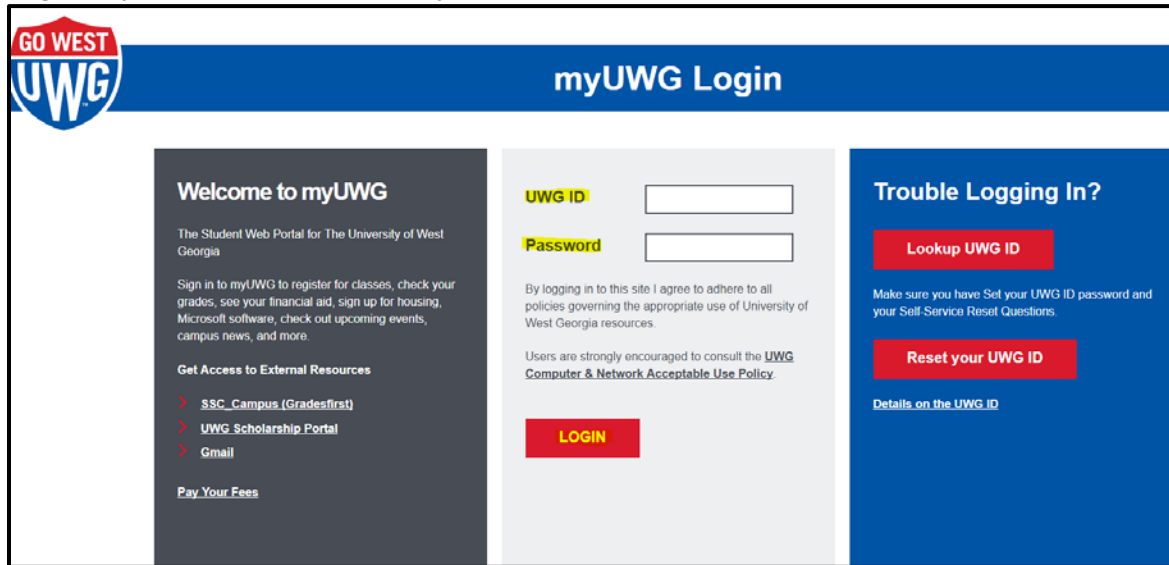 GO WEST
UWG
myUWG Login
Welcome to myUWG
The Student Web Portal for The University of West
Georgia
Sign in to myUWG to register for classes, check your
grades, see your financial aid, sign up for housing,
Microsoft software, check out upcoming events,
campus news, and more.
Get Access to External Resources
SSC_Campus (Gradesfirst)
UWG Scholarship Portal
Gmail
Pay Your Fees
UWG ID
Password
By logging in to this site I agree to adhere to all
policies governing the appropriate use of University of
West Georgia resources.
Users are strongly encouraged to consult the UWG
Computer & Network Acceptable Use Policy.
LOGIN
Trouble Logging In?
Lookup UWG ID
Make sure you have Set your UWG ID password and
your Self-Service Reset Questions.
Reset your UWG ID
Details on the UWG ID